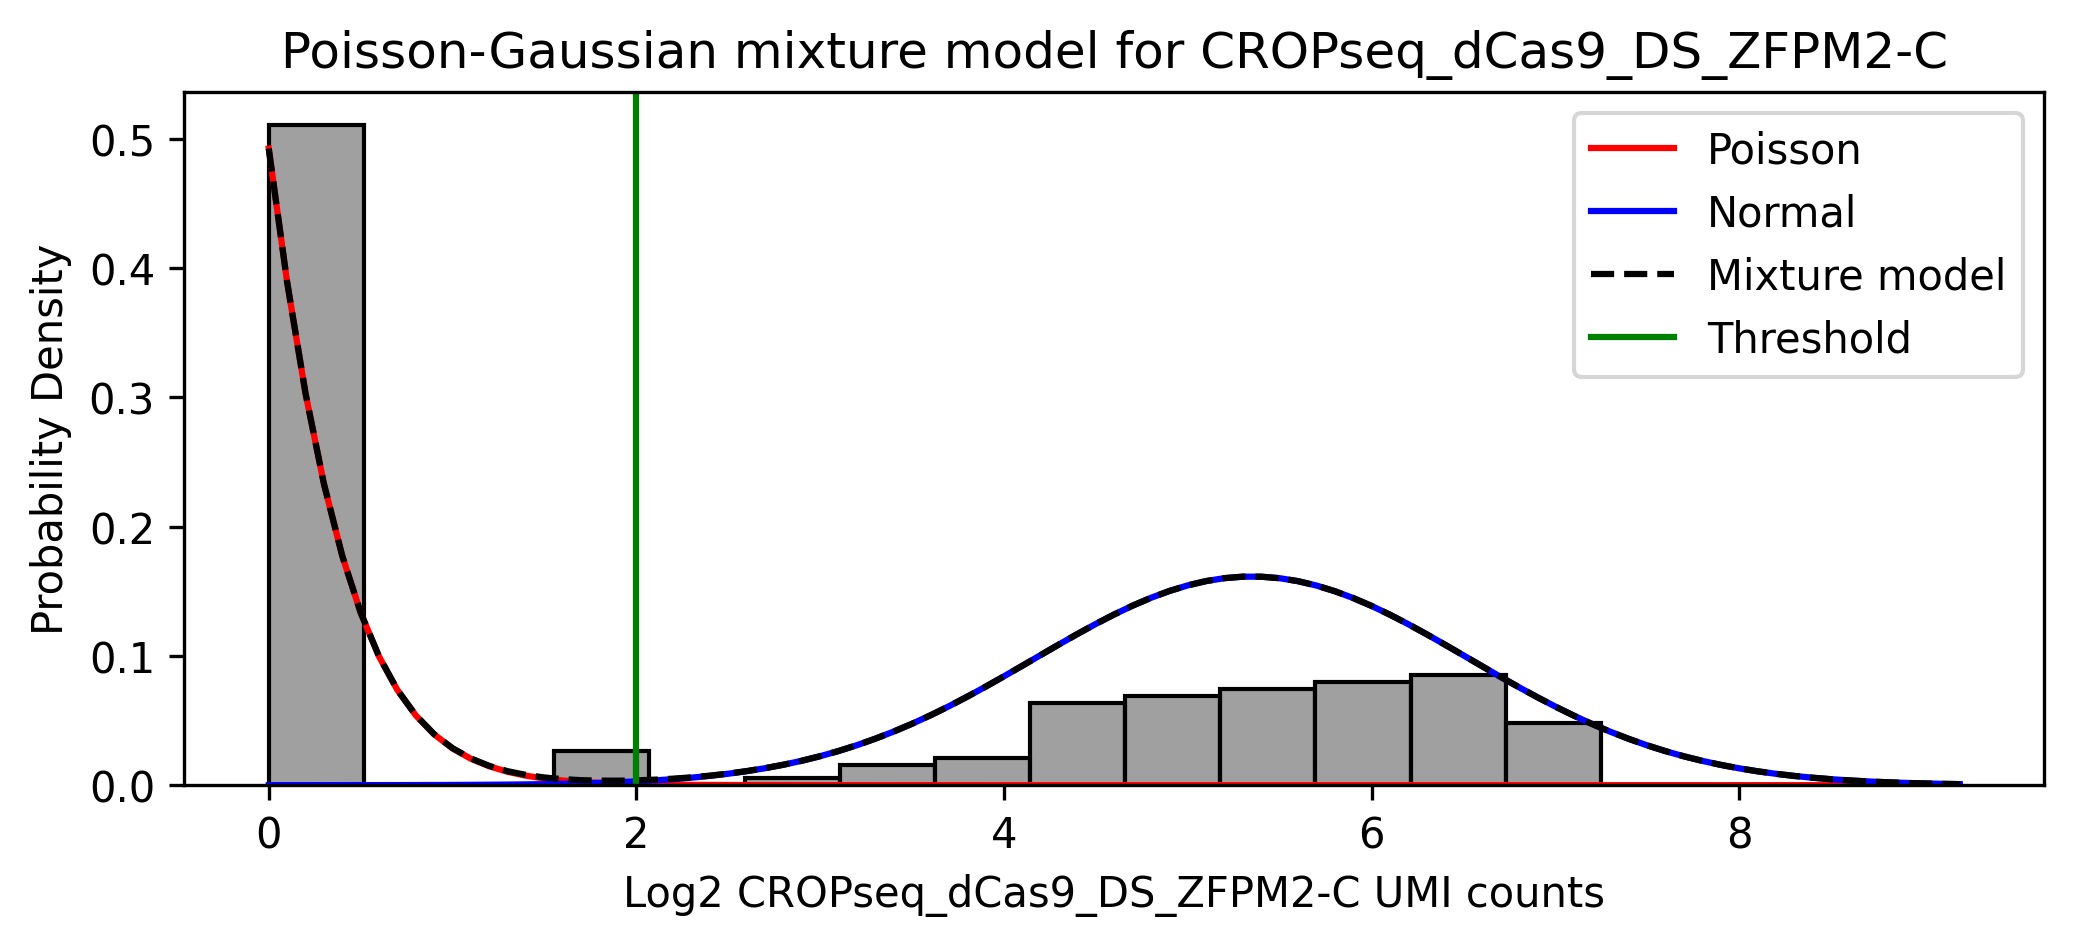 Poisson-Gaussian mixture model for CROPseq_dCas9_DS_ZFPM2-C
Probability Density
0.5
0.4
0.3
0.2
0.1
0.0
Poisson
Normal
Mixture model
Threshold
0 2 4 6 8
Log2 CROPseq_dCas9_DS_ZFPM2-C UMI counts